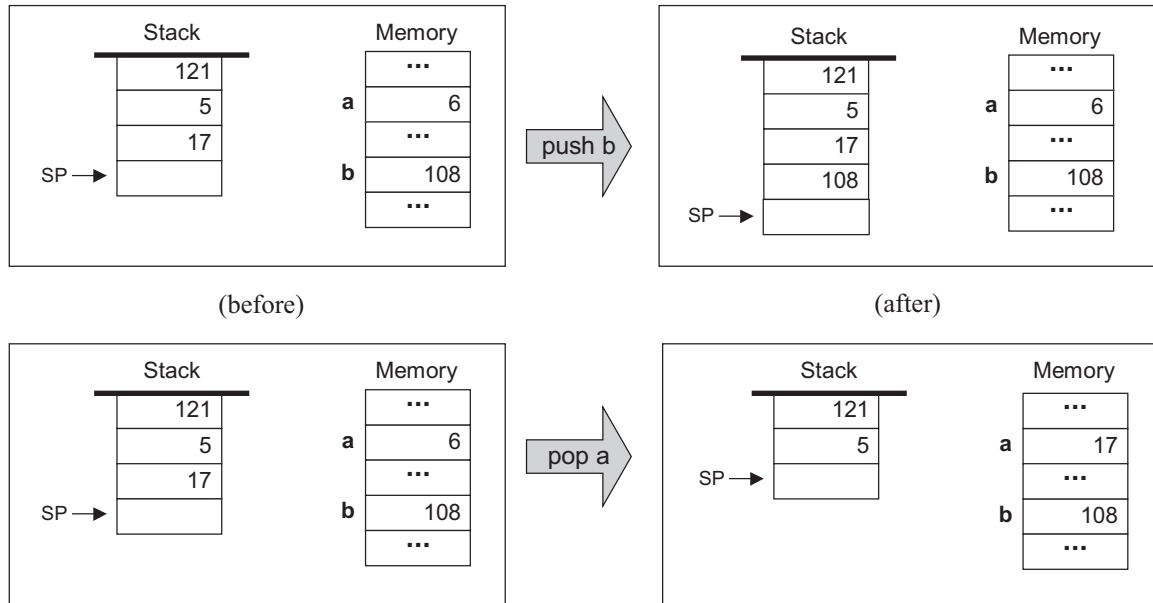 Stack Memory
121
5
17
SP
...
a 6
...
b 108
...
push b
Stack Memory
121
5
17
108
SP
...
a 6
...
b 108
...
(before)
(after)
Stack Memory
121
5
17
SP
...
a 6
...
b 108
...
pop a
Stack Memory
121
5
SP
...
a 17
...
b 108
...